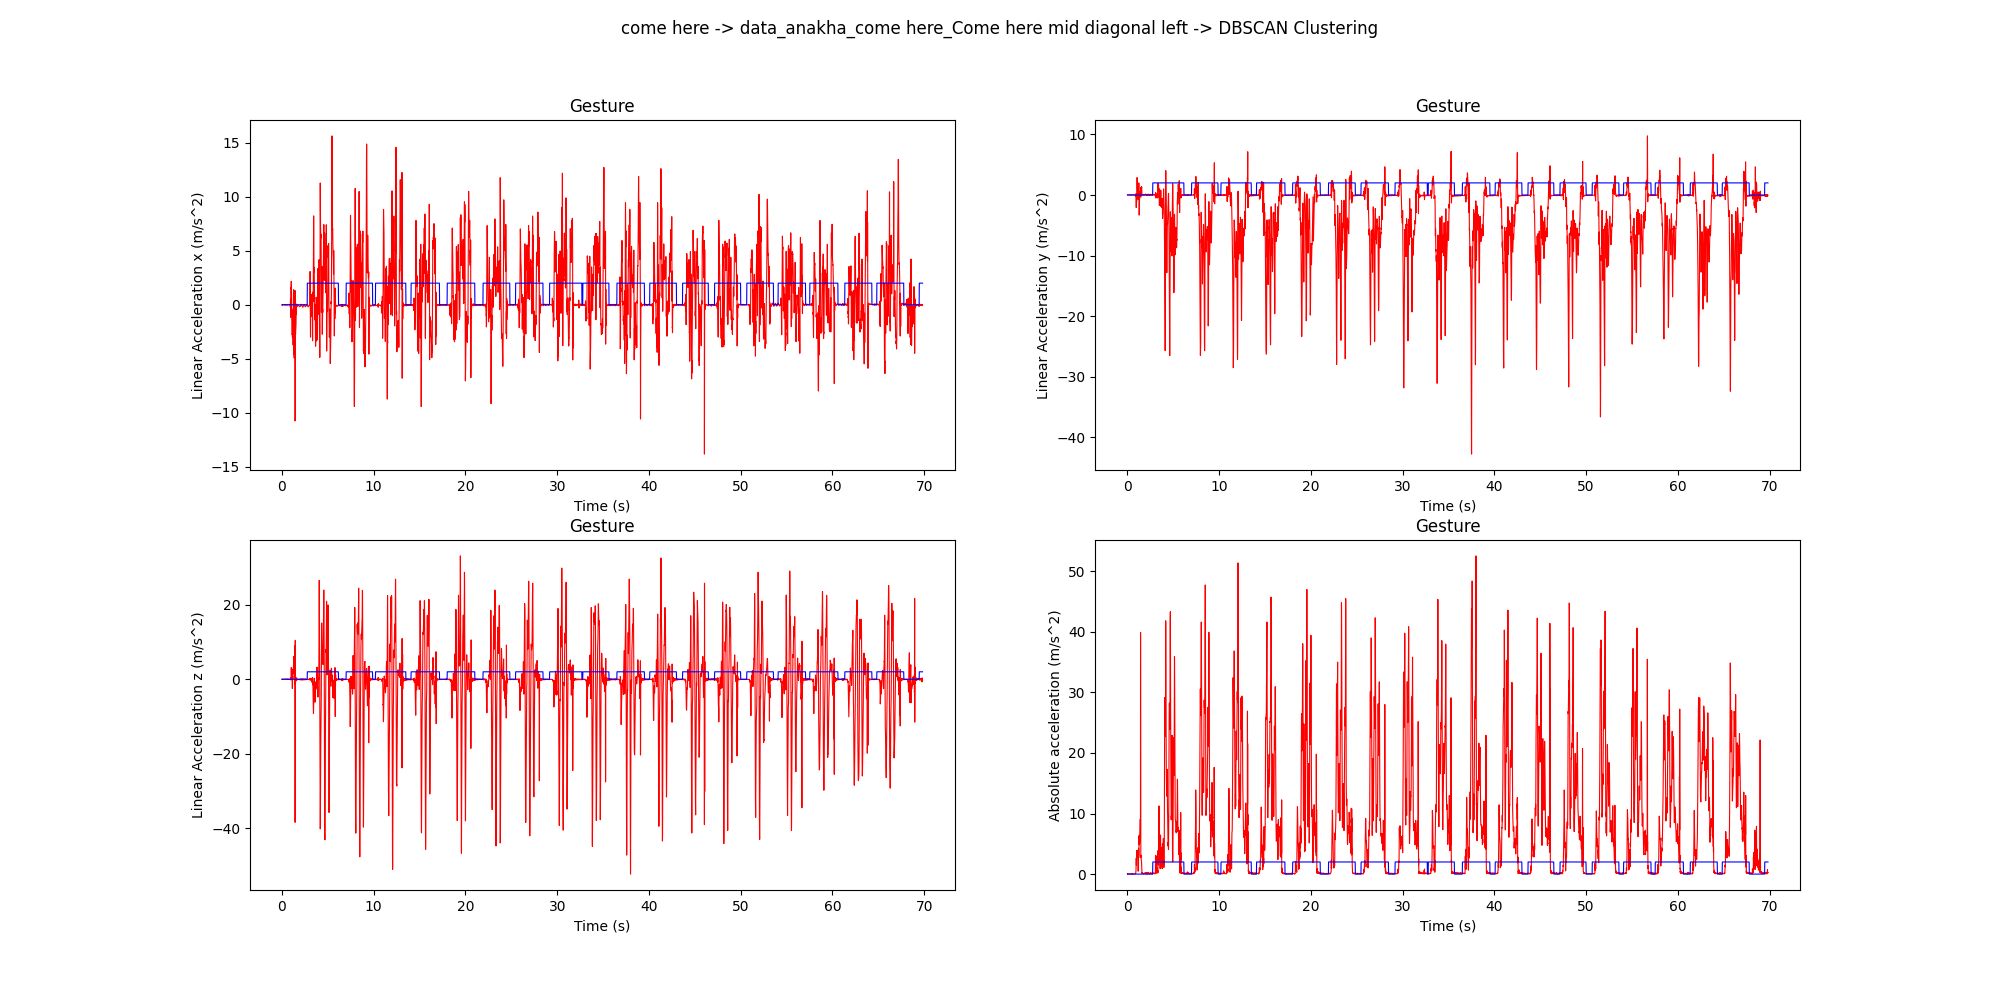 come here -> data_anakha_come here_Come here mid diagonal left -> DBSCAN Clustering
Gesture
Linear Acceleration x (m/s^2)
15
10
5
0
−5
−10
−15
0 10 20 30 40 50 60 70
Time (s)
Gesture
Linear Acceleration y (m/s^2)
10
0
−10
−20
−30
−40
0 10 20 30 40 50 60 70
Time (s)
Gesture
Linear Acceleration z (m/s^2)
20
0
−20
−40
0 10 20 30 40 50 60 70
Time (s)
Gesture
Absolute acceleration (m/s^2)
50
40
30
20
10
0
0 10 20 30 40 50 60 70
Time (s)